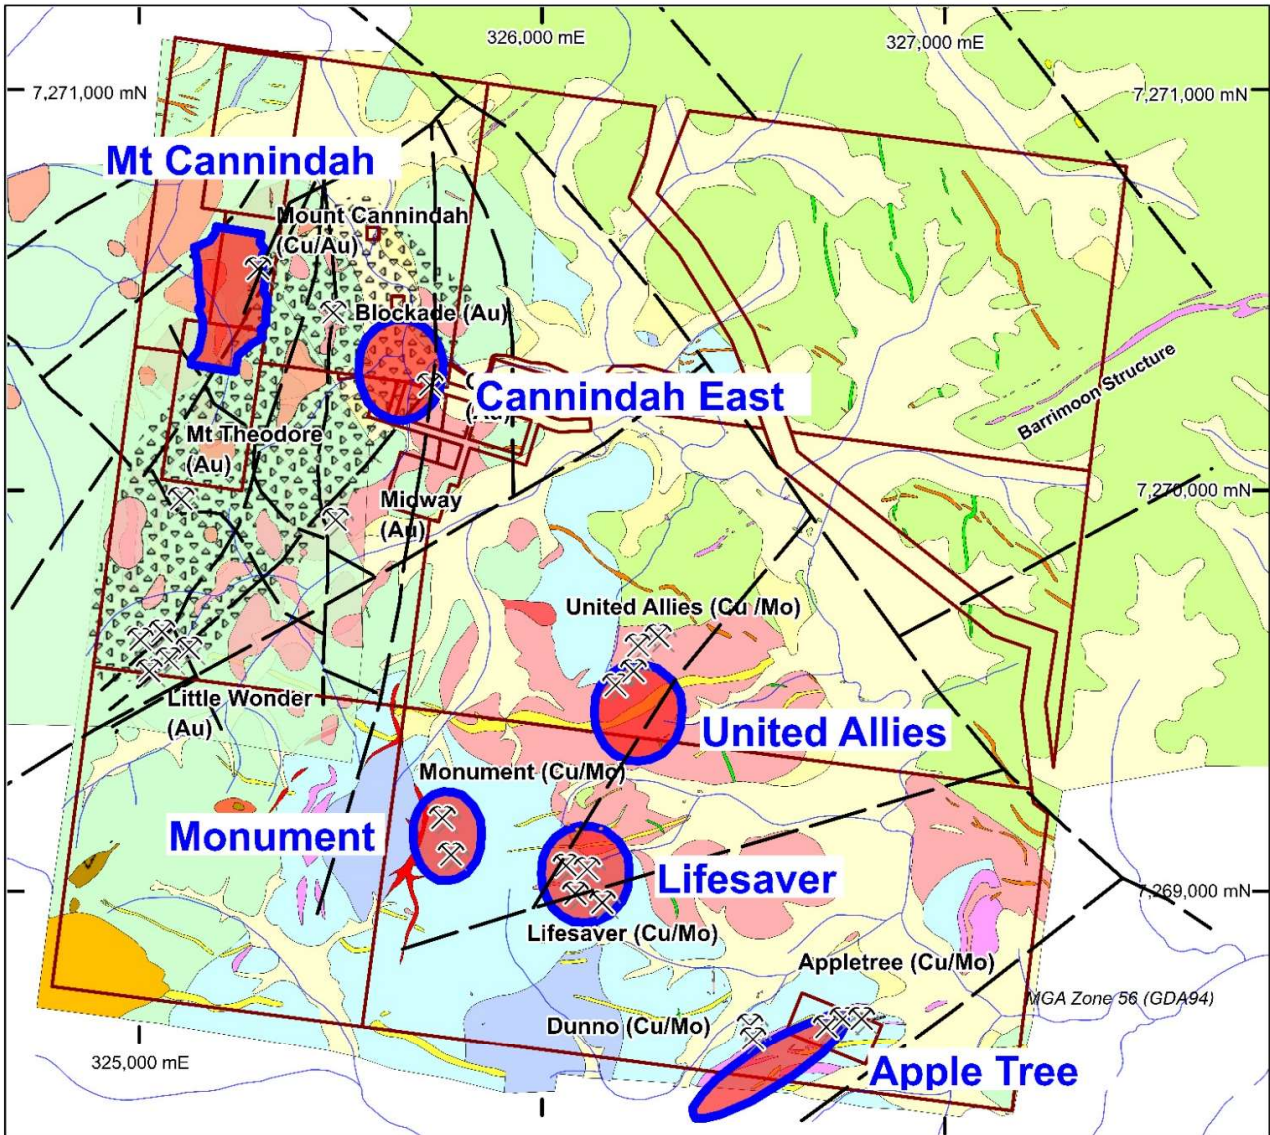 326,000 mE
327,000 mE
7,271,000 mN
7,271,000 mN
Mt Cannindah
Mount Cannindah
(Cu/Au)
Blockade (Au)
Cannindah East
Barrimoon Structure
Mt Theodore
(Au)
Midway
(Au)
7,270,000 mN
United Allies (Cu /Mo)
Little Wonder
(Au)
United Allies
Monument (Cu/Mo)
Monument
Lifesaver
7,269,000 mN
Lifesaver (Cu/Mo)
Appletree (Cu/Mo)
MGA Zone 56 (GDA94)
Dunno (Cu/Mo)
325,000 mE
Apple Tree